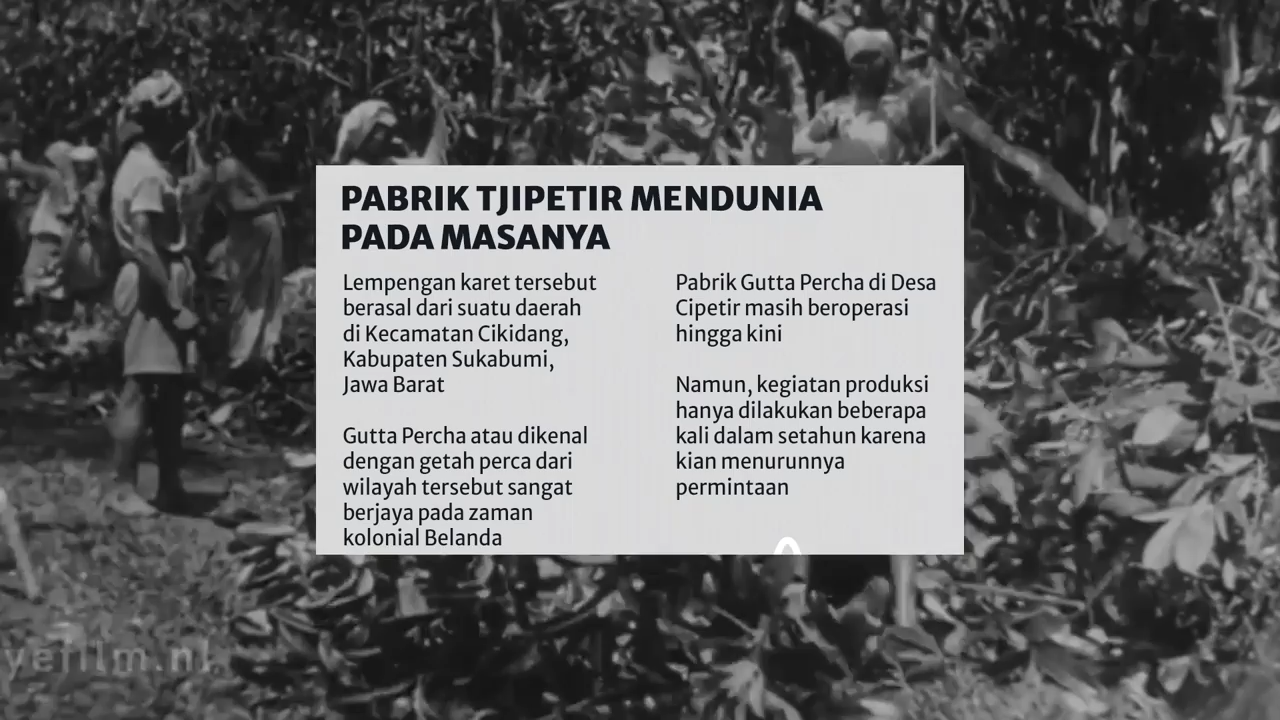 PABRIK TJIPETIR MENDUNIA
PADA MASANYA
Lempengan karet tersebut
berasal dari suatu daerah
di Kecamatan Cikidang,
Kabupaten Sukabumi,
Jawa Barat
Gutta Percha atau dikenal
dengan getah perca dari
wilayah tersebut sangat
berjaya pada zaman
kolonial Belanda
Pabrik Gutta Percha di Desa
Cipetir masih beroperasi
hingga kini
Namun, kegiatan produksi
hanya dilakukan beberapa
kali dalam setahun karena
kian menurunnya
permintaan
yefilm.nl